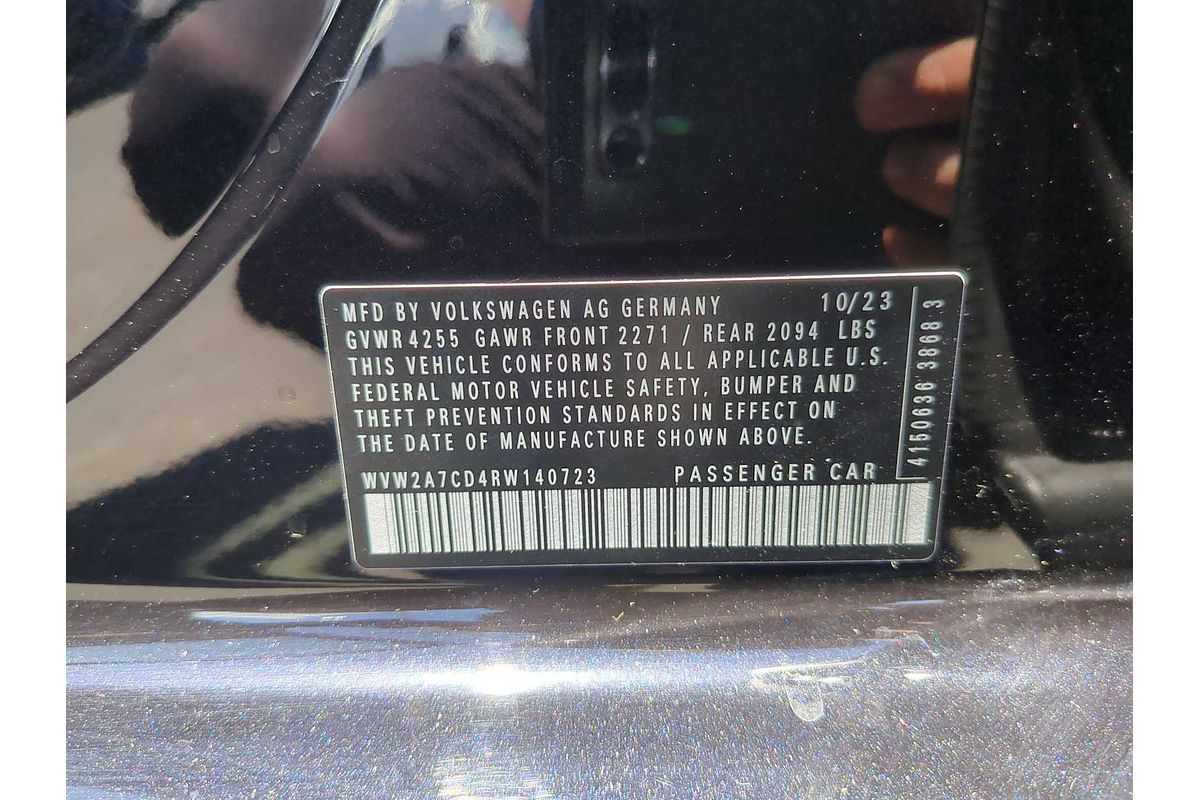 MFD BY VOLKSWAGEN AG GERMANY 10/23
GVWR 4255 GAWR FRONT 2271 / REAR 2094 LBS
THIS VEHICLE CONFORMS TO ALL APPLICABLE U.S.
FEDERAL MOTOR VEHICLE SAFETY, BUMPER AND
THEFT PREVENTION STANDARDS IN EFFECT ON
THE DATE OF MANUFACTURE SHOWN ABOVE.
WVW2A7CD4RW140723 PASSENGER CAR
4150636 3868 3